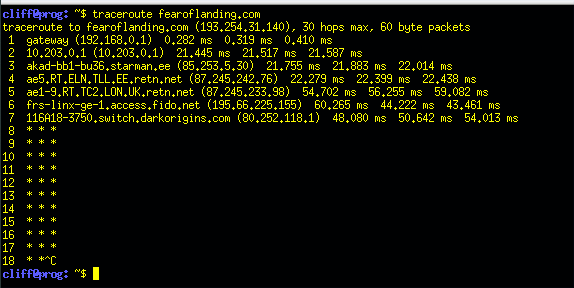 cliff@prog: ~$ traceroute fearoflanding.com
traceroute to fearoflanding.com (193.254.31.140), 30 hops max, 60 byte packets
1 gateway (192.168.0.1) 0.282 ms 0.319 ms 0.410 ms
2 10.203.0.1 (10.203.0.1) 21.445 ms 21.517 ms 21.587 ms
3 akad-bb1-bu36.starman.ee (85.253.5.30) 21.755 ms 21.883 ms 22.014 ms
4 ae5.RT.ELN.TLL.EE.retn.net (87.245.242.76) 22.279 ms 22.399 ms 22.438 ms
5 ae1-9.RT.TC2.LON.UK.retn.net (87.245.233.98) 54.702 ms 56.255 ms 59.082 ms
6 frs-linx-ge-1.access.fido.net (195.66.225.155) 60.265 ms 44.222 ms 43.461 ms
7 116A18-3750.switch.darkorigins.com (80.252.118.1) 48.080 ms 50.642 ms 54.013 ms
8 * * *
9 * * *
10 * * *
11 * * *
12 * * *
13 * * *
14 * * *
15 * * *
16 * * *
17 * * *
18 * *^C
cliff@prog: ~$